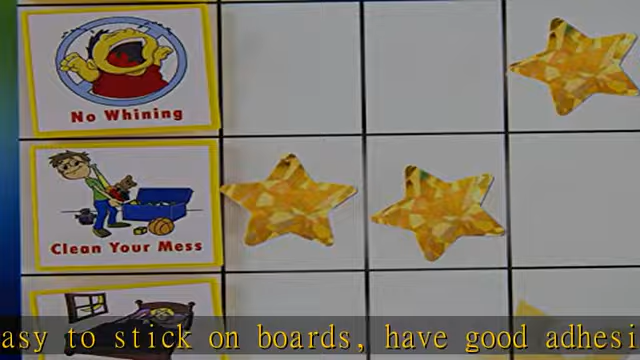 No Whining
Clean Your Mess
asy to stick on boards, have good adhesi